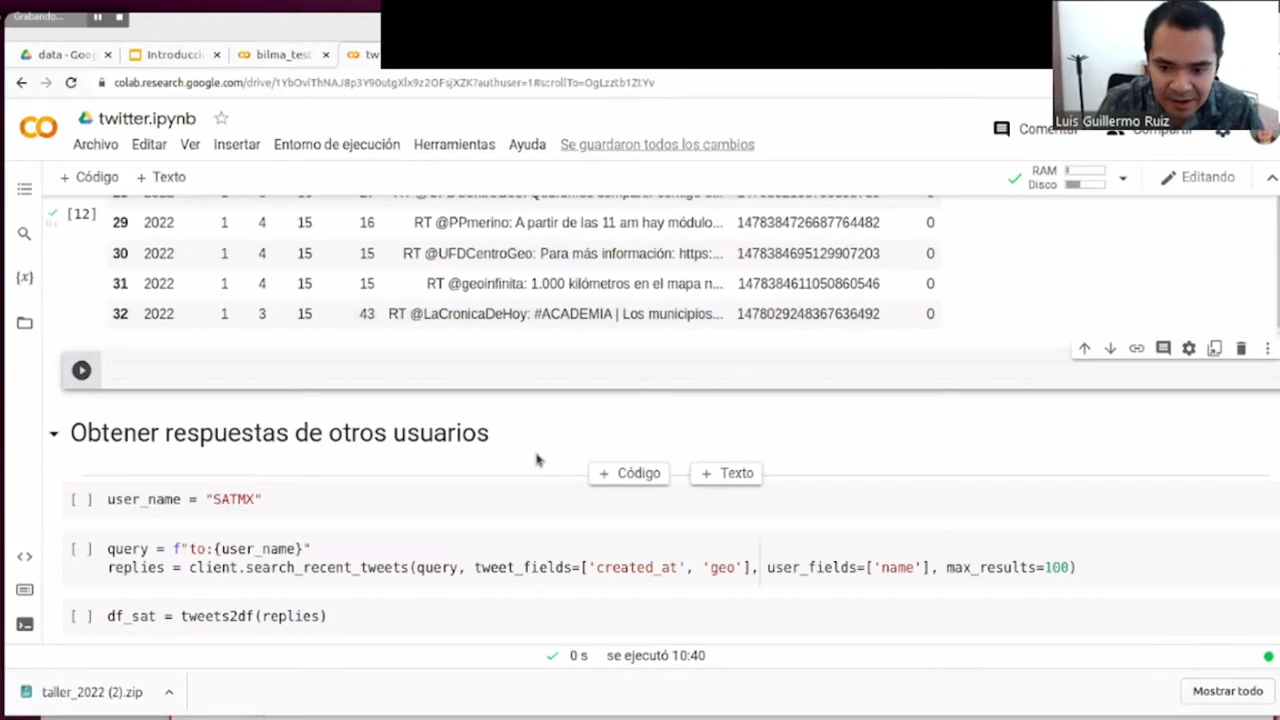 Grabando...
data - Goog
Introducci
bilma_test
tw
colab.research.google.com/drive/1YbOviThNAJ8p3Y90utgXlx9z2OFsjXZK?authuser=1#scrollTo=OgLzztb1ZtYv
Luis Guillermo Ruiz
twitter.ipynb
Archivo Editar Ver Insertar Entorno de ejecución Herramientas Ayuda Se guardaron todos los cambios
+ Código + Texto
RAM
Disco
Editando
[12]
29 2022 1 4 15 16 RT @PPmerino: A partir de las 11 am hay módulo... 1478384726687764482 0
30 2022 1 4 15 15 RT @UFDCentroGeo: Para más información: https:... 1478384695129907203 0
31 2022 1 4 15 15 RT @geoinfinita: 1.000 kilómetros en el mapa n... 1478384611050860546 0
32 2022 1 3 15 43 RT @LaCronicaDeHoy: #ACADEMIA | Los municipios... 1478029248367636492 0
Obtener respuestas de otros usuarios
+ Código + Texto
[ ] user_name = "SATMX"
[ ] query = f"to:{user_name}"
replies = client.search_recent_tweets(query, tweet_fields=['created_at', 'geo'], user_fields=['name'], max_results=100)
[ ] df_sat = tweets2df(replies)
0 s se ejecutó 10:40
taller_2022 (2).zip
Mostrar todo